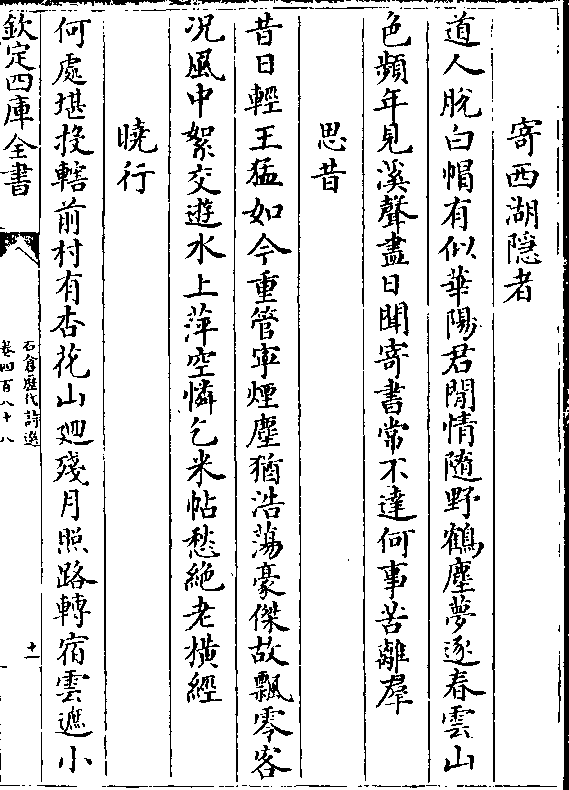 寄西湖隱者
道人脫白帽有似華陽君閒情隨野鶴塵夢逐春雲山
色頻年見溪聲盡日聞寄書常不達何事苦離羣
思昔
昔日輕王猛如今重管寧煙塵猶浩蕩豪傑故飄零客
况風中絮交遊水上萍空憐乞米帖愁絶老橫經
曉行
何處堪投轄前村有杏花山廻殘月照路轉宿雲遮小
欽定四庫全書
石倉歷代詩選
卷四百八十八
十一